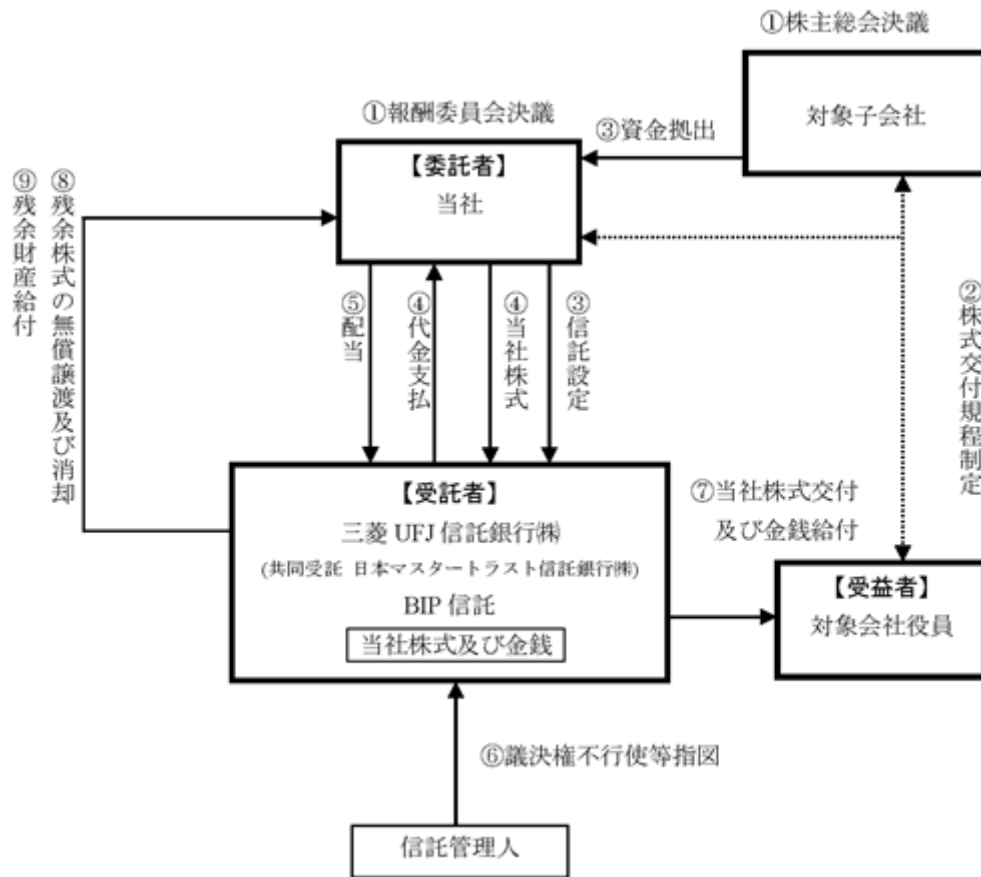 ①株主総会決議
対象子会社
①報酬委員会決議
③資金拠出
【委託者】
当社
⑨残余財産給付
⑧残余株式の無償譲渡及び消却
⑤配当
④代金支払
④当社株式
③信託設定
②株式交付規程制定
【受託者】
三菱 UFJ 信託銀行㈱
(共同受託 日本マスタートラスト信託銀行㈱)
BIP 信託
当社株式及び金銭
⑦当社株式交付
及び金銭給付
【受益者】
対象会社役員
⑥議決権不行使等指図
信託管理人